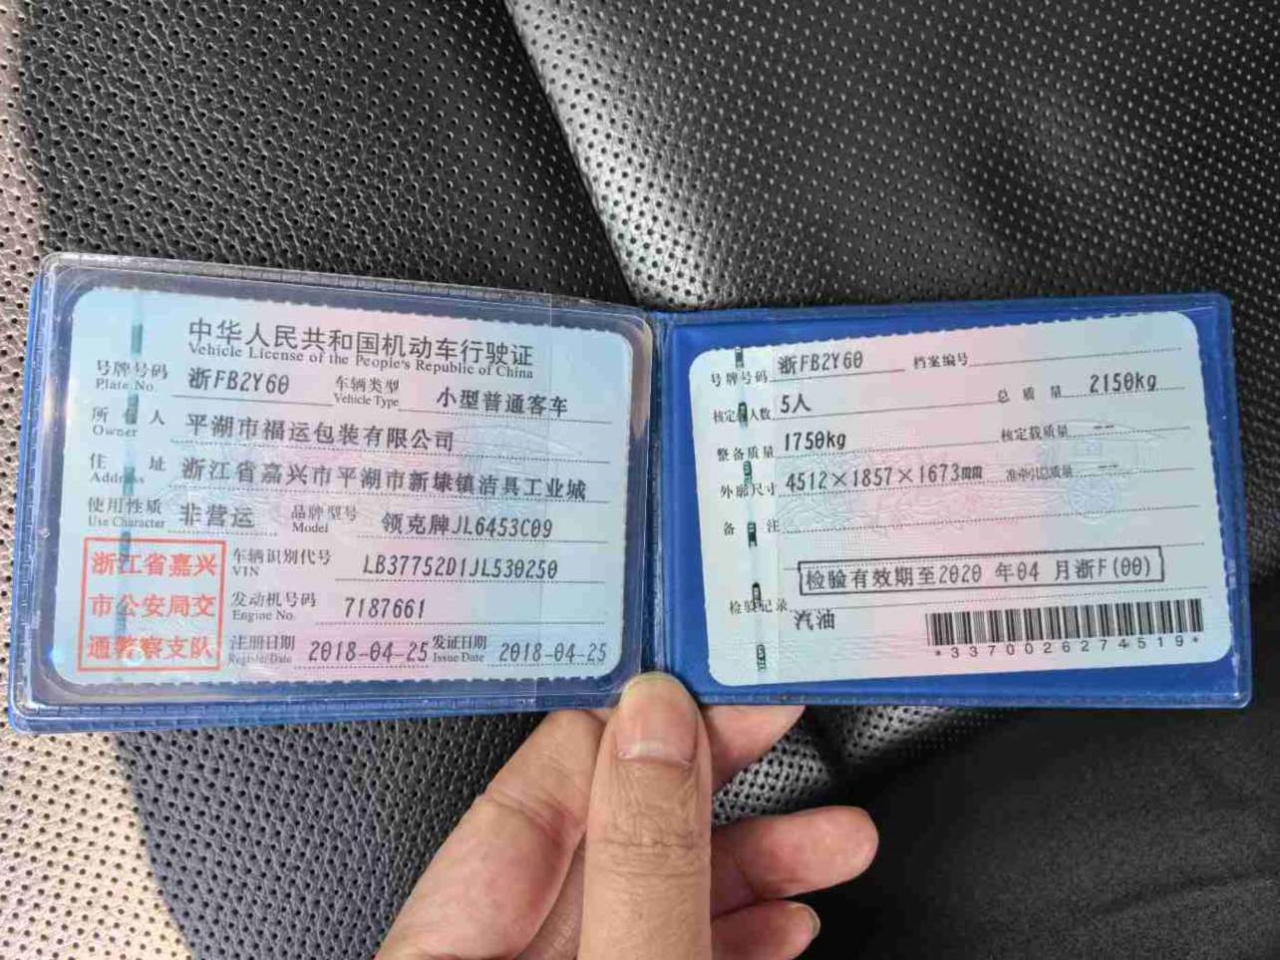 中华人民共和国机动车行驶证
Vehicle License of the People's Republic of China
号牌号码 浙FB2Y60 车辆类型 小型普通客车
Plate No. Vehicle Type
所有人 平湖市福运包装有限公司
Owner
住址 浙江省嘉兴市平湖市新埭镇洁具工业城
Address
使用性质 非营运 品牌型号 领克牌JL6453C09
Use Character Model
浙江省嘉兴
市公安局交
通警察支队
车辆识别代号 LB37752D1JL530250
VIN
发动机号码 7187661
Engine No.
注册日期 2018-04-25 发证日期 2018-04-25
Register Date Issue Date
号牌号码 浙FB2Y60 档案编号
核定人数 5人 总质量 2150kg
整备质量 1750kg 核定载质量 --
外廓尺寸 4512×1857×1673mm 准牵引总质量 --
备注
检验有效期至2020 年04 月浙F(00)
检验记录
汽油
*3370026274519*